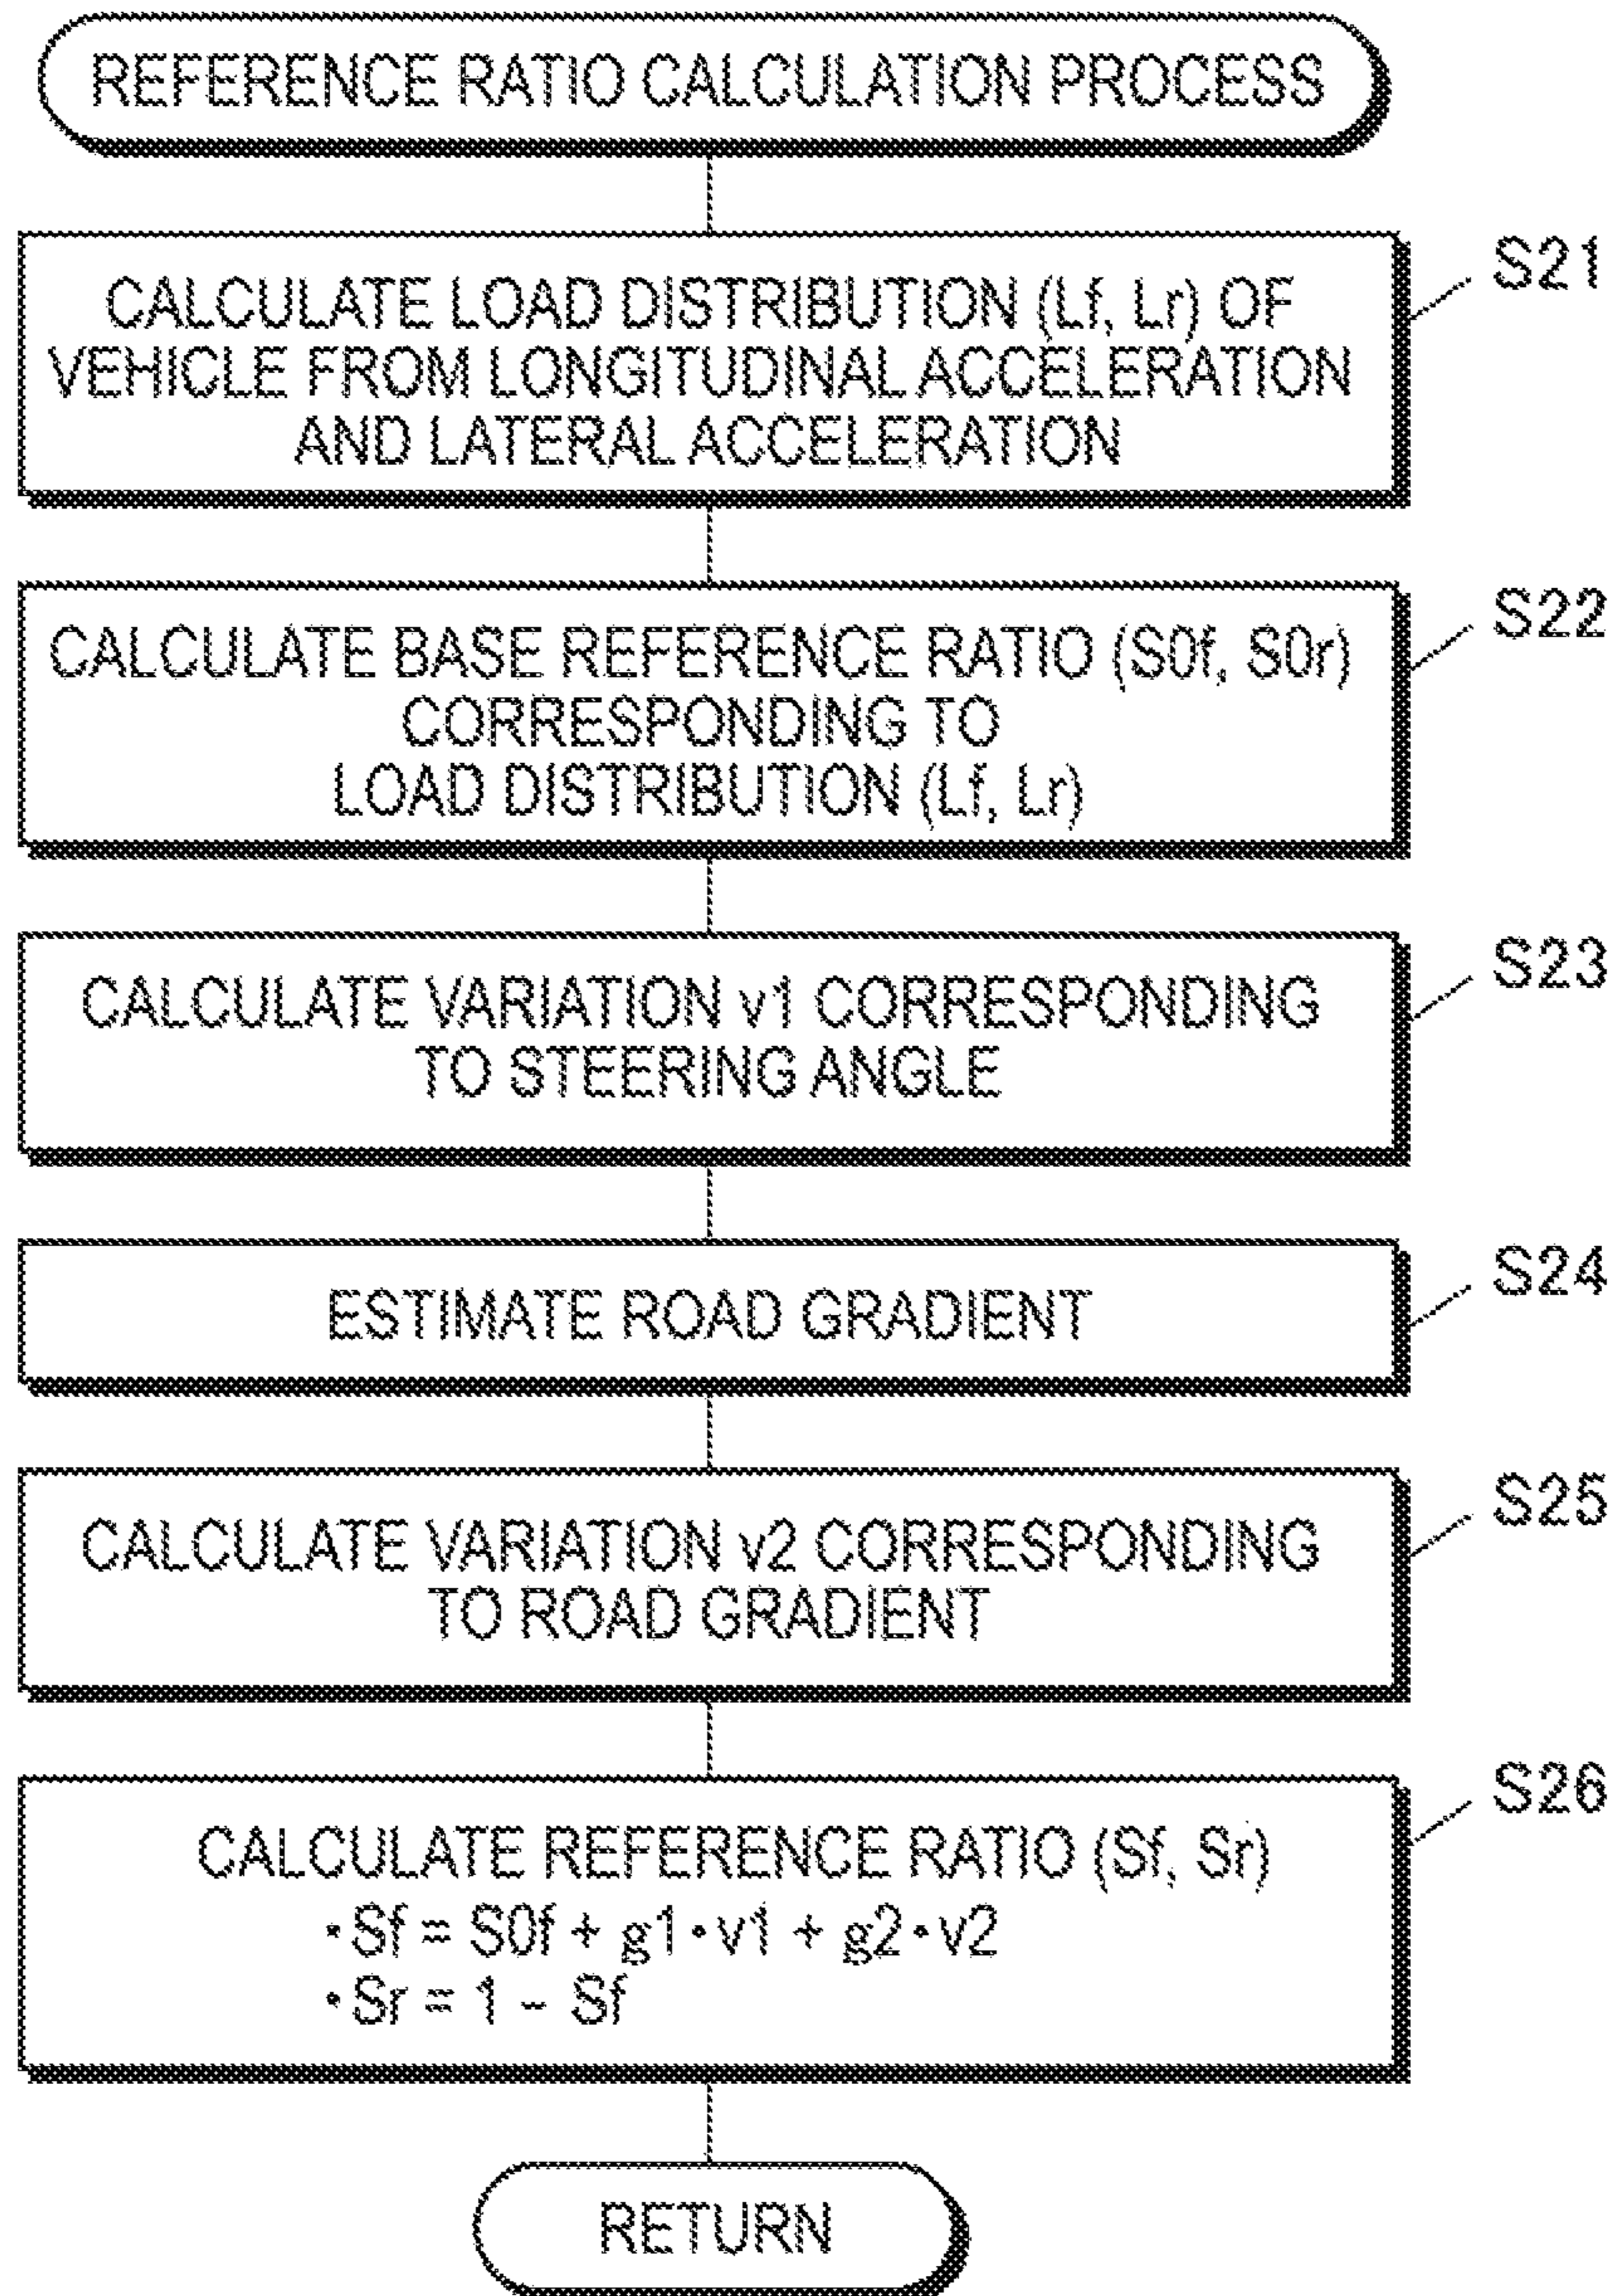 REFERENCE RATIO CALCULATION PROCESS
S21
CALCULATE LOAD DISTRIBUTION (Lf, Lr) OF
VEHICLE FROM LONGITUDINAL ACCELERATION
AND LATERAL ACCELERATION
S22
CALCULATE BASE REFERENCE RATIO (S0f, S0r)
CORRESPONDING TO
LOAD DISTRIBUTION (Lf, Lr)
S23
CALCULATE VARIATION v1 CORRESPONDING
TO STEERING ANGLE
S24
ESTIMATE ROAD GRADIENT
S25
CALCULATE VARIATION v2 CORRESPONDING
TO ROAD GRADIENT
S26
CALCULATE REFERENCE RATIO (Sf, Sr)
・Sf = S0f + g1・v1 + g2・v2
・Sr = 1 – Sf
RETURN